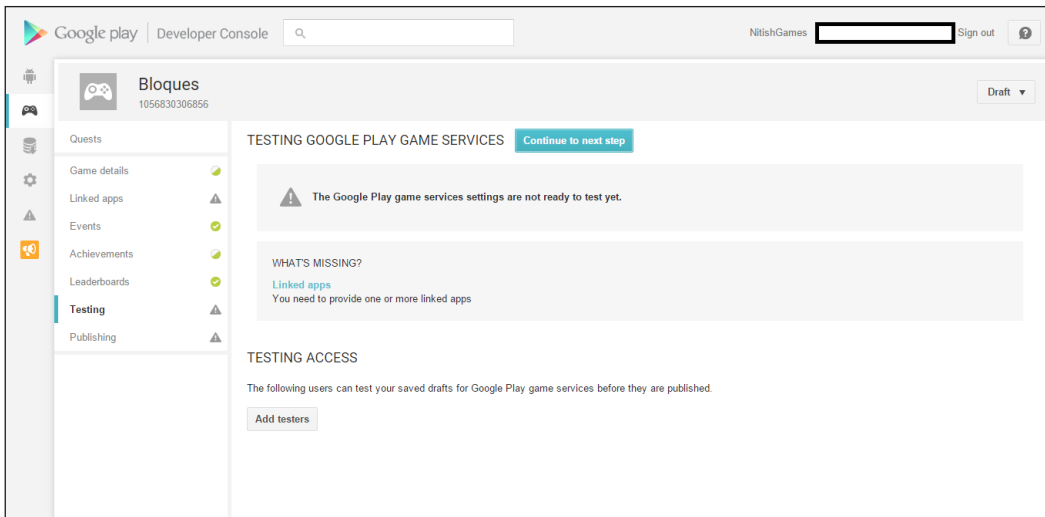 Google play Developer Console
NitishGames
Sign out
Bloques
1056830306856
Draft
Quests
Game details
Linked apps
Events
Achievements
Leaderboards
Testing
Publishing
TESTING GOOGLE PLAY GAME SERVICES
Continue to next step
The Google Play game services settings are not ready to test yet.
WHAT'S MISSING?
Linked apps
You need to provide one or more linked apps
TESTING ACCESS
The following users can test your saved drafts for Google Play game services before they are published.
Add testers